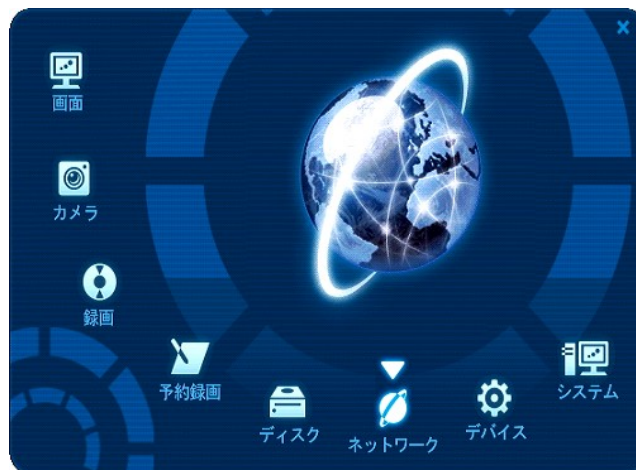 画面
カメラ
録画
予約録画
ディスク
ネットワーク
デバイス
システム